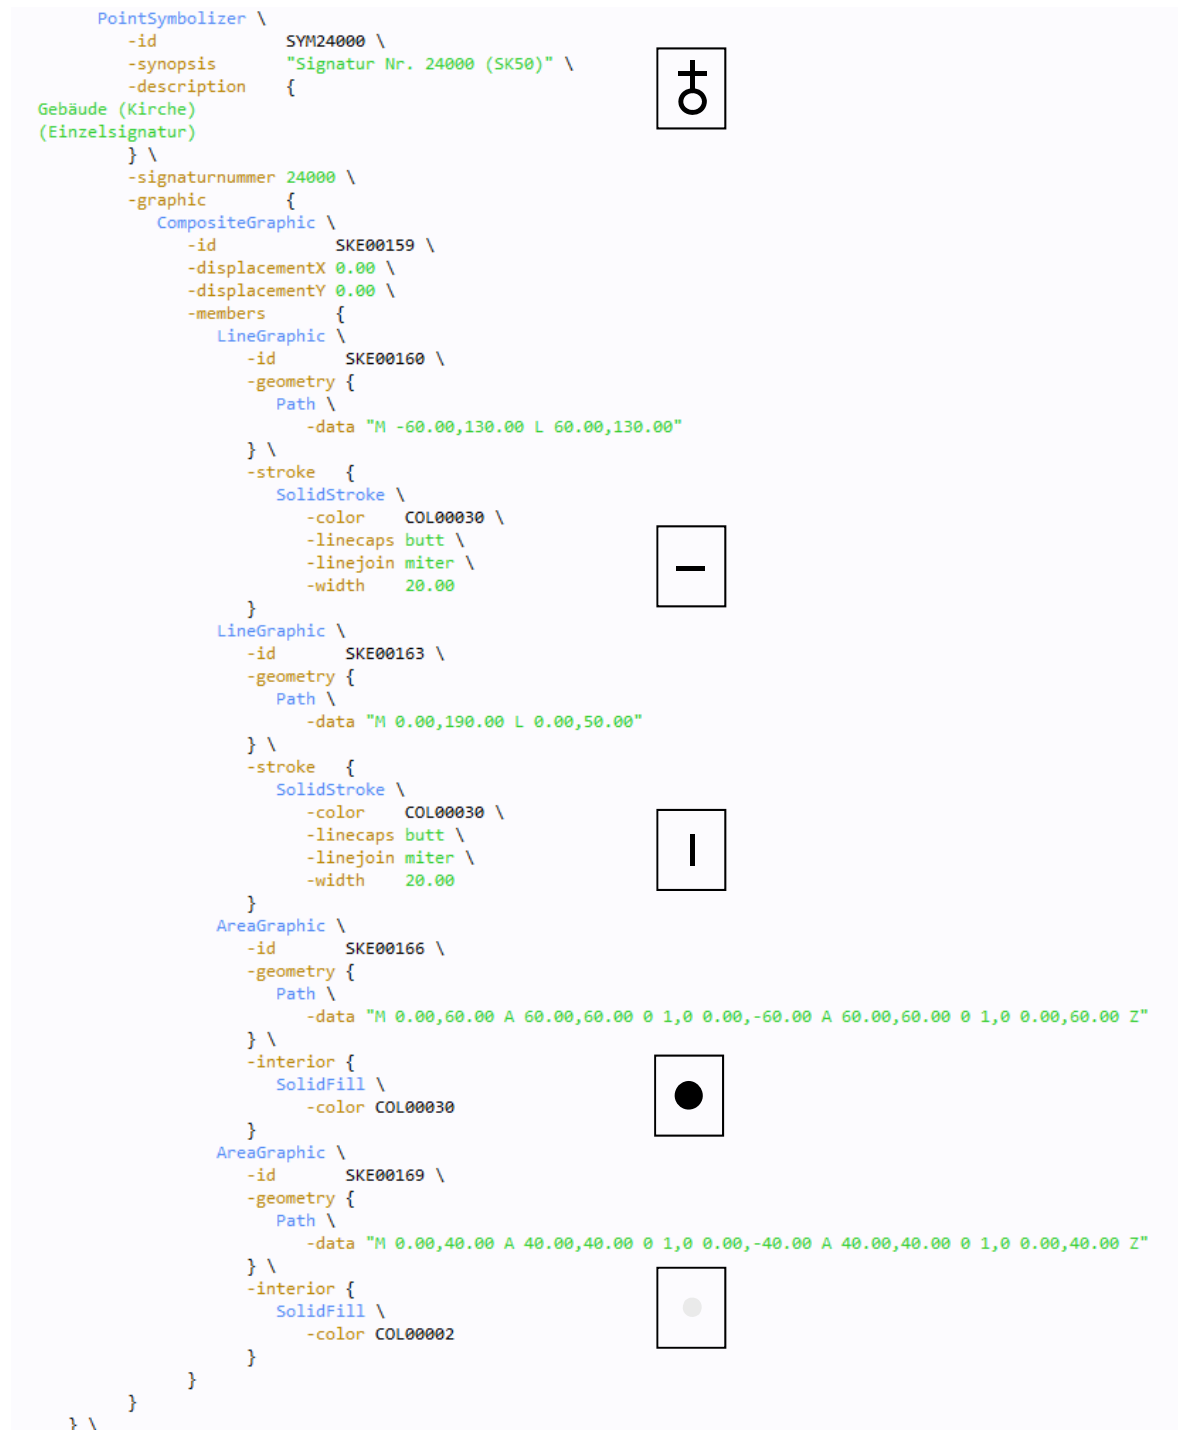 PointSymbolizer \
-id SYM24000 \
-synopsis "Signatur Nr. 24000 (SK50)" \
-description {
Gebäude (Kirche)
(Einzelsignatur)
} \
-signaturnummer 24000 \
-graphic {
CompositeGraphic \
-id SKE00159 \
-displacementX 0.00 \
-displacementY 0.00 \
-members {
LineGraphic \
-id SKE00160 \
-geometry {
Path \
-data "M -60.00,130.00 L 60.00,130.00"
} \
-stroke {
SolidStroke \
-color COL00030 \
-linecaps butt \
-linejoin miter \
-width 20.00
}
LineGraphic \
-id SKE00163 \
-geometry {
Path \
-data "M 0.00,190.00 L 0.00,50.00"
} \
-stroke {
SolidStroke \
-color COL00030 \
-linecaps butt \
-linejoin miter \
-width 20.00
}
AreaGraphic \
-id SKE00166 \
-geometry {
Path \
-data "M 0.00,60.00 A 60.00,60.00 0 1,0 0.00,-60.00 A 60.00,60.00 0 1,0 0.00,60.00 Z"
} \
-interior {
SolidFill \
-color COL00030
}
AreaGraphic \
-id SKE00169 \
-geometry {
Path \
-data "M 0.00,40.00 A 40.00,40.00 0 1,0 0.00,-40.00 A 40.00,40.00 0 1,0 0.00,40.00 Z"
} \
-interior {
SolidFill \
-color COL00002
}
}
}
} \